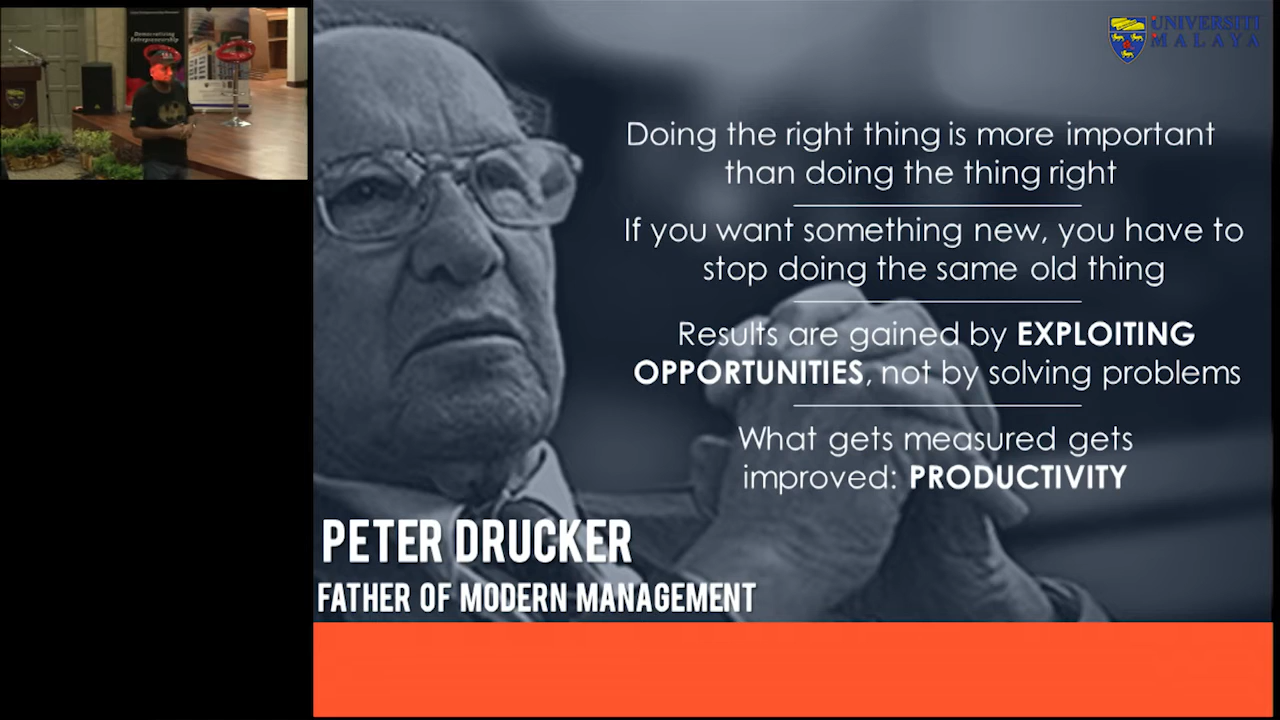 Democratizing
Entrepreneurship
UNIVERSITI
MALAYA
Doing the right thing is more important
than doing the thing right
If you want something new, you have to
stop doing the same old thing
Results are gained by EXPLOITING
OPPORTUNITIES, not by solving problems
What gets measured gets
improved: PRODUCTIVITY
PETER DRUCKER
FATHER OF MODERN MANAGEMENT